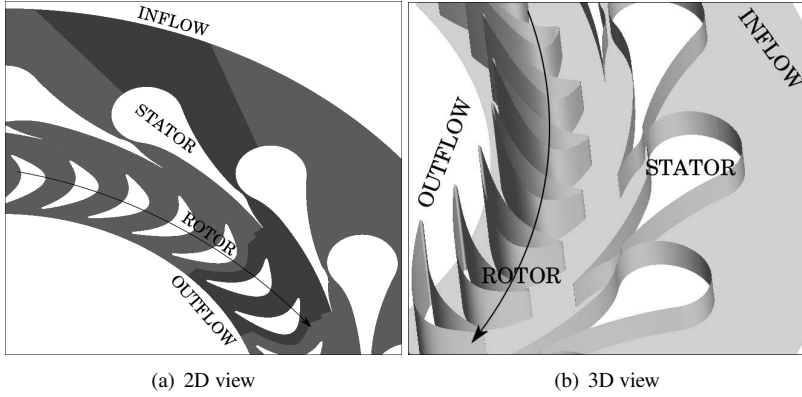 INFLOW
STATOR
ROTOR
OUTFLOW
INFLOW
OUTFLOW
STATOR
ROTOR
(a) 2D view
(b) 3D view